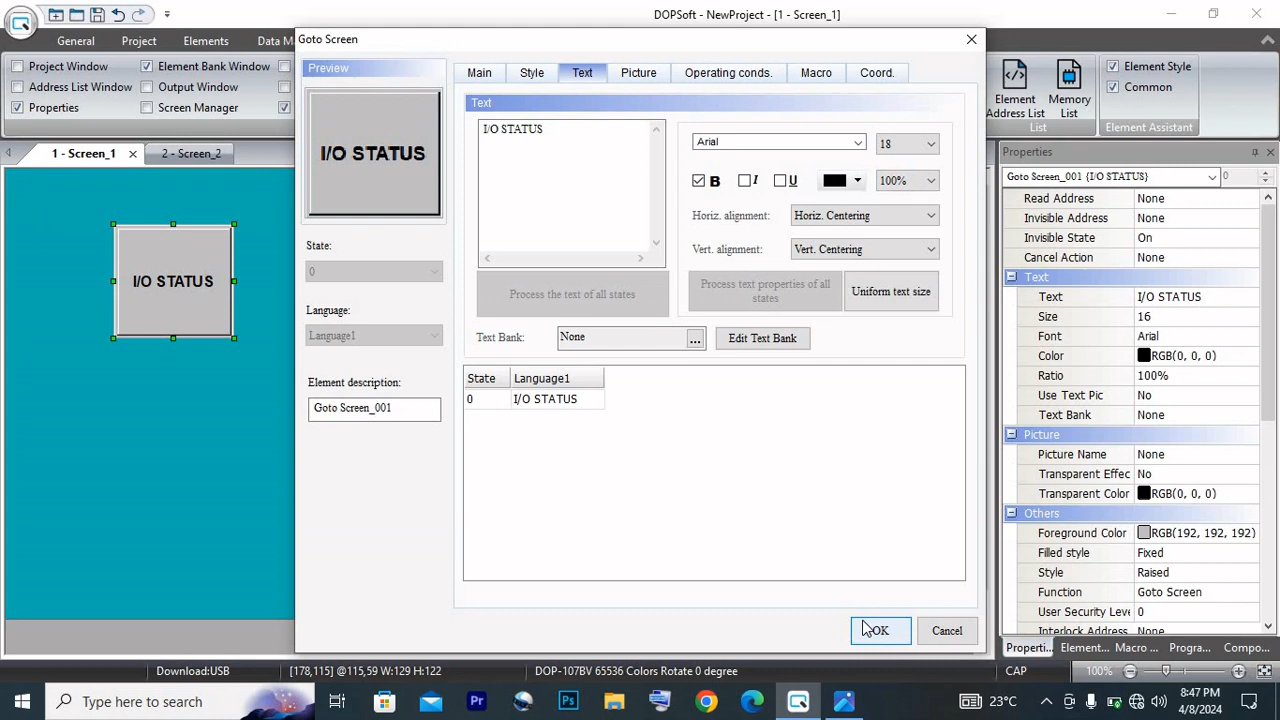 DOPSoft - NewProject - [1 - Screen_1]
General
Project
Elements
Data M
Project Window
Element Bank Window
Address List Window
Output Window
Properties
Screen Manager
Element Address List
Memory List
List
Element Style
Common
Element Assistant
1 - Screen_1
2 - Screen_2
I/O STATUS
Goto Screen
Preview
I/O STATUS
State:
0
Language:
Language1
Element description:
Goto Screen_001
Main
Style
Text
Picture
Operating conds.
Macro
Coord.
Text
I/O STATUS
Arial
18
B
I
U
100%
Horiz. alignment:
Horiz. Centering
Vert. alignment:
Vert. Centering
Process the text of all states
Process text properties of all states
Uniform text size
Text Bank:
None
...
Edit Text Bank
State
Language1
0
I/O STATUS
OK
Cancel
Properties
Goto Screen_001 {I/O STATUS}
0
Read Address
None
Invisible Address
None
Invisible State
On
Cancel Action
None
Text
Text
I/O STATUS
Size
16
Font
Arial
Color
RGB(0, 0, 0)
Ratio
100%
Use Text Pic
No
Text Bank
None
Picture
Picture Name
None
Transparent Effec
No
Transparent Color
RGB(0, 0, 0)
Others
Foreground Color
RGB(192, 192, 192)
Filled style
Fixed
Style
Raised
Function
Goto Screen
User Security Leve
0
Interlock Address
None
Properti...
Element...
Macro ...
Progra...
Compo...
Download:USB
[178,115] @115,59 W=129 H=122
DOP-107BV 65536 Colors Rotate 0 degree
CAP
100%
Type here to search
Pr
Ps
23°C
8:47 PM
4/8/2024